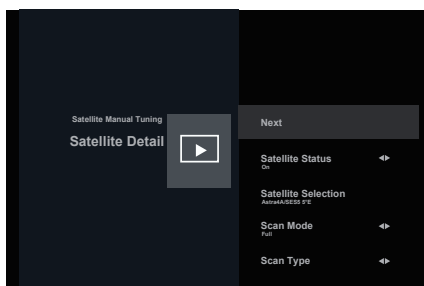 Satellite Manual Tuning
Satellite Detail
Next
Satellite Status
On
Satellite Selection
Astra4A/SES5 5°E
Scan Mode
Full
Scan Type